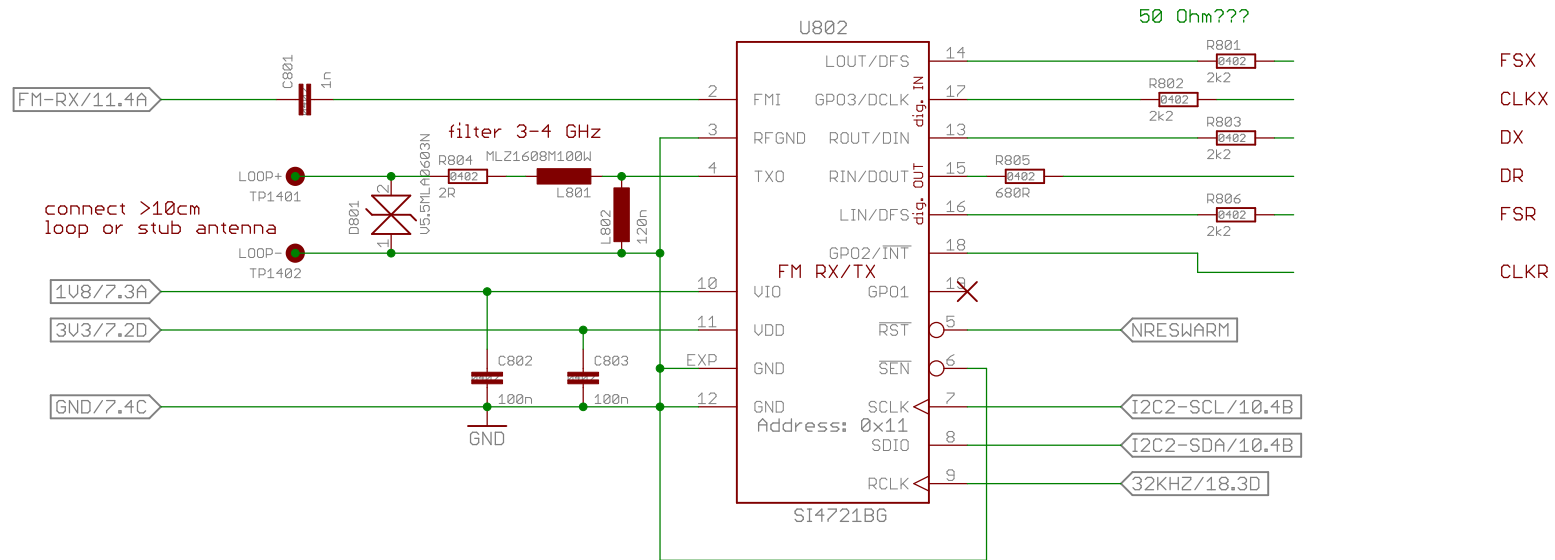 50 Ohm???
U802
C801
1n
FM-RX/11.4A
2
FMI
LOUT/DFS
14
R801
0402
2k2
FSX
GPO3/DCLK
17
R802
0402
2k2
CLKX
dig. IN
filter 3-4 GHz
3
RFGND
ROUT/DIN
13
R803
0402
2k2
DX
LOOP+
TP1401
R804
0402
2R
MLZ1608M100W
L801
4
TXO
RIN/DOUT
15
R805
0402
680R
DR
dig. OUT
connect >10cm
loop or stub antenna
D801
2
1
V5.5MLA0603N
L802
120n
LIN/DFS
16
R806
0402
2k2
FSR
LOOP-
TP1402
GPO2/INT
18
CLKR
FM RX/TX
1V8/7.3A
10
VIO
GPO1
19
3V3/7.2D
11
VDD
RST
5
NRESWARM
C802
100n
C803
100n
EXP
GND
SEN
6
GND/7.4C
12
GND
SCLK
7
I2C2-SCL/10.4B
GND
Address: 0x11
SDIO
8
I2C2-SDA/10.4B
RCLK
9
32KHZ/18.3D
SI4721BG